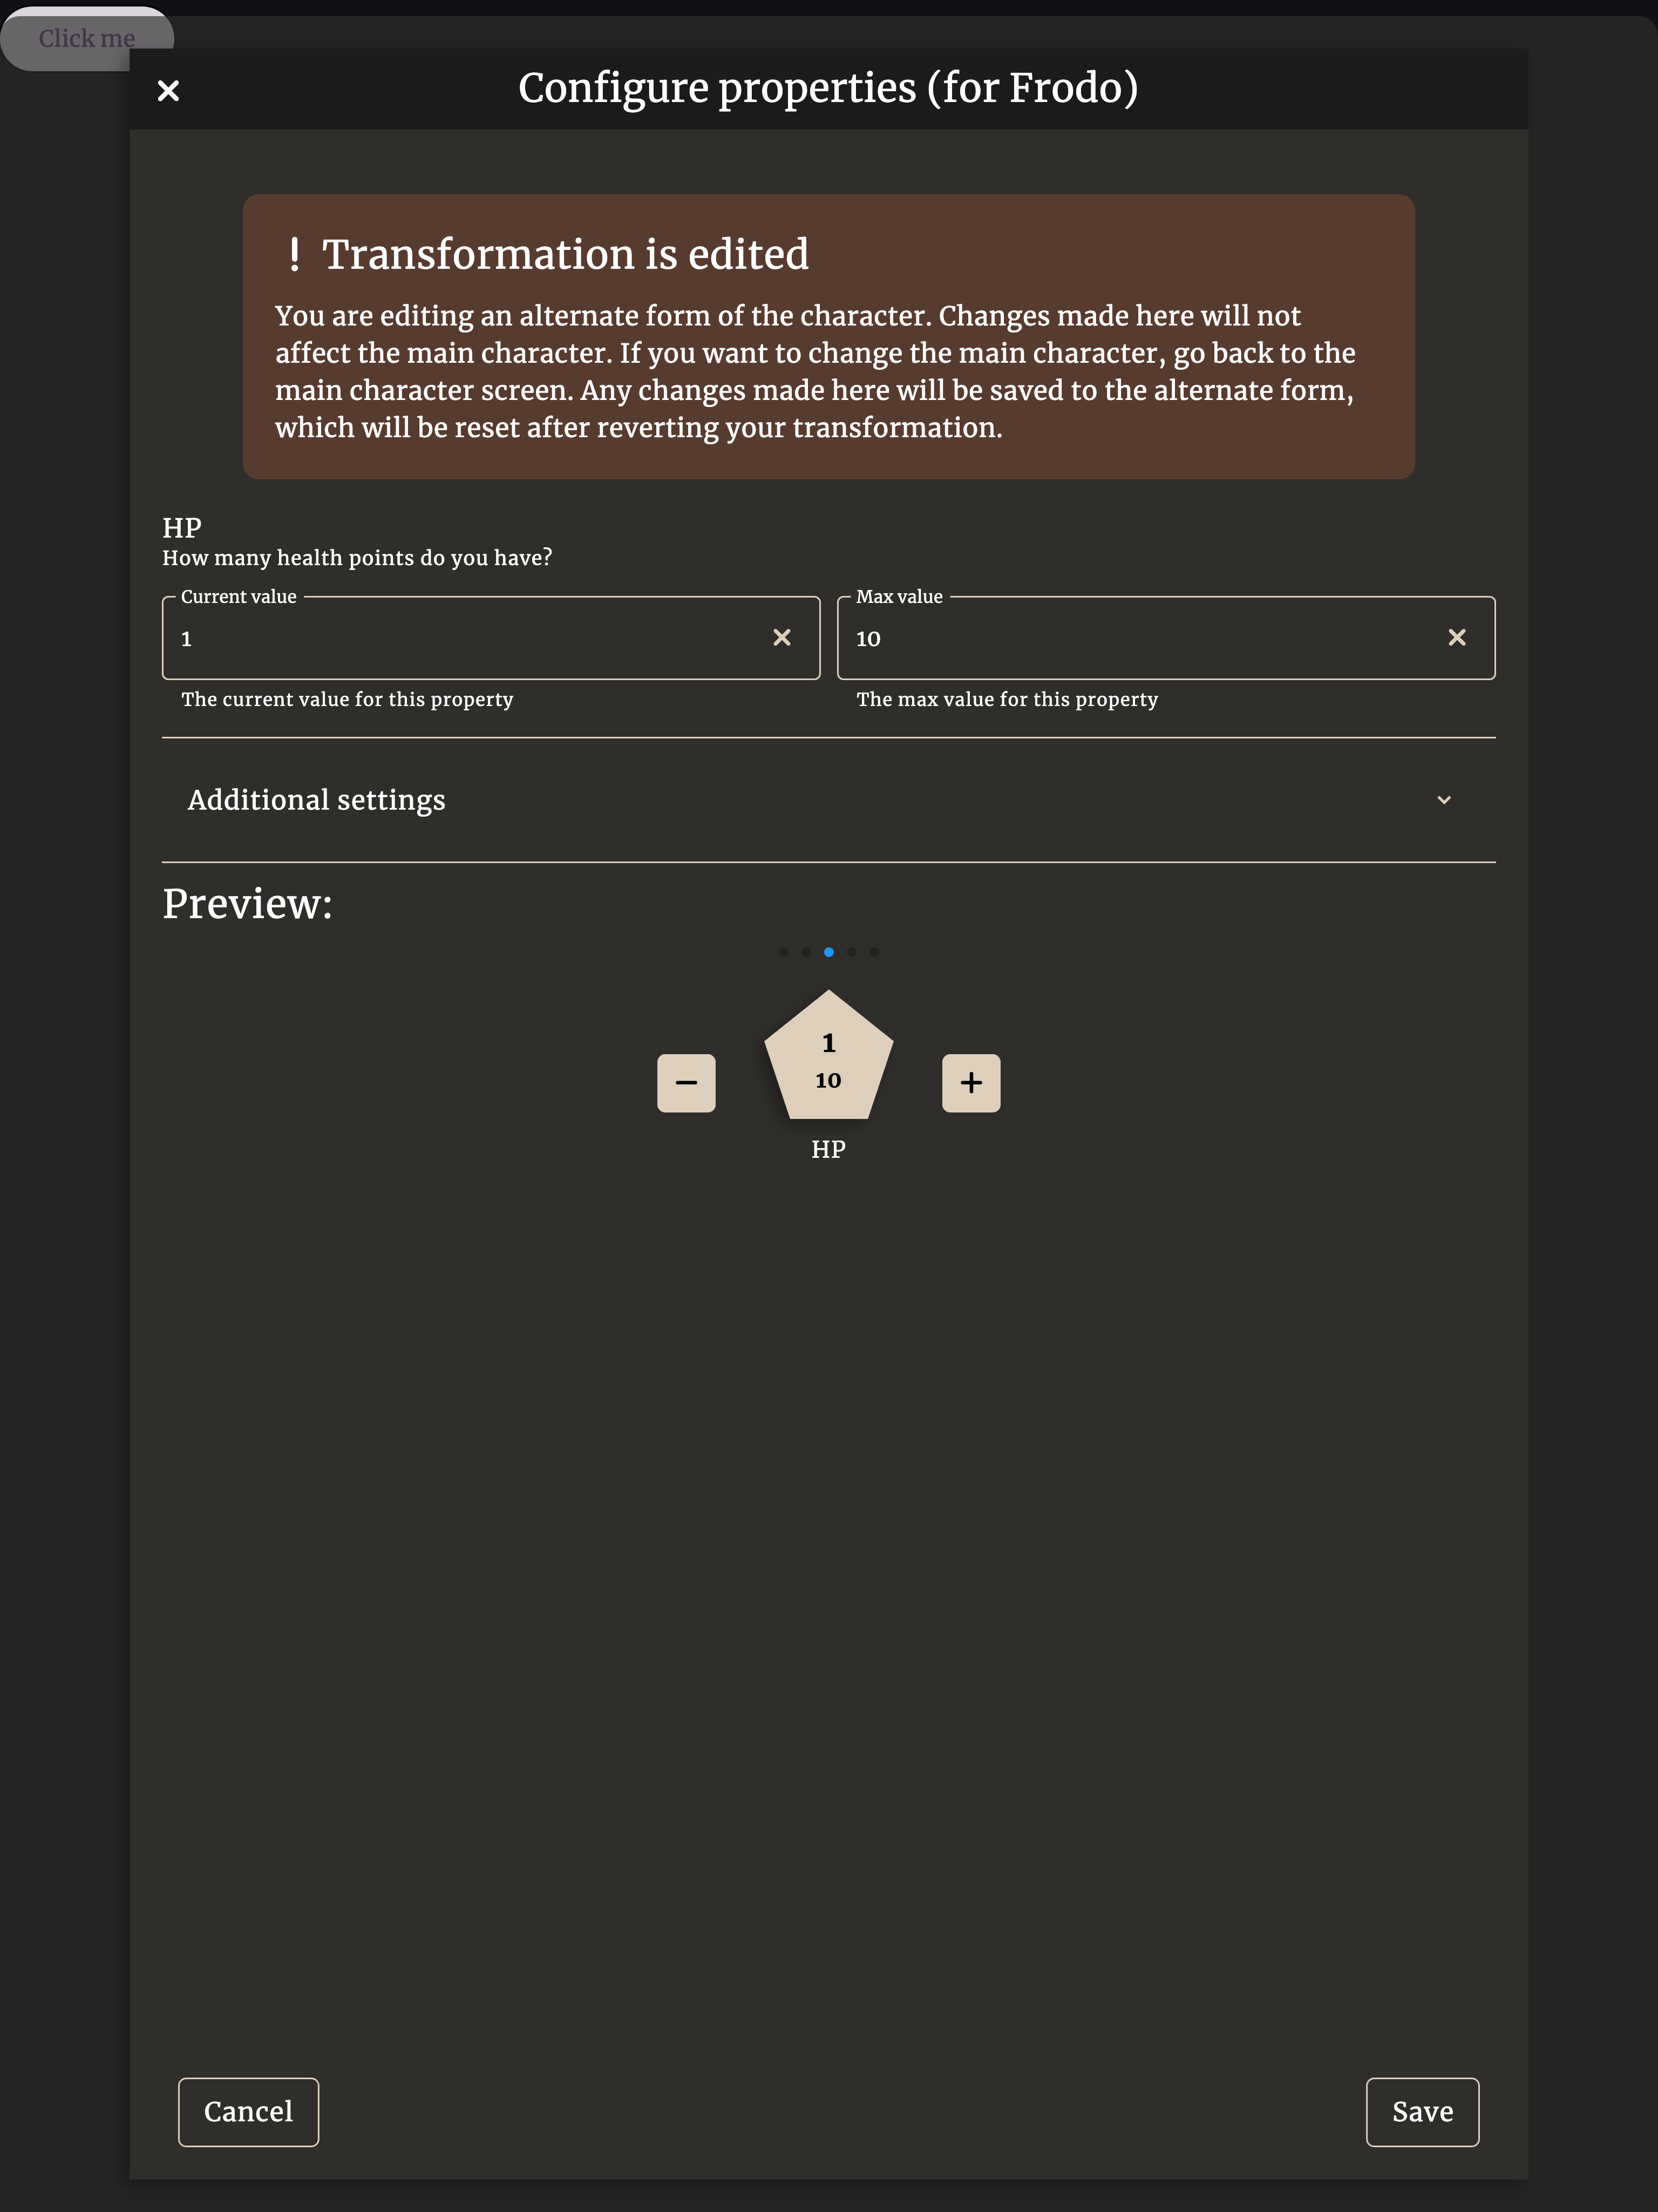 Click me
Configure properties (for Frodo)
! Transformation is edited
You are editing an alternate form of the character. Changes made here will not
affect the main character. If you want to change the main character, go back to the
main character screen. Any changes made here will be saved to the alternate form,
which will be reset after reverting your transformation.
HP
How many health points do you have?
Current value
1
The current value for this property
Max value
10
The max value for this property
Additional settings
Preview:
1
10
HP
Cancel
Save